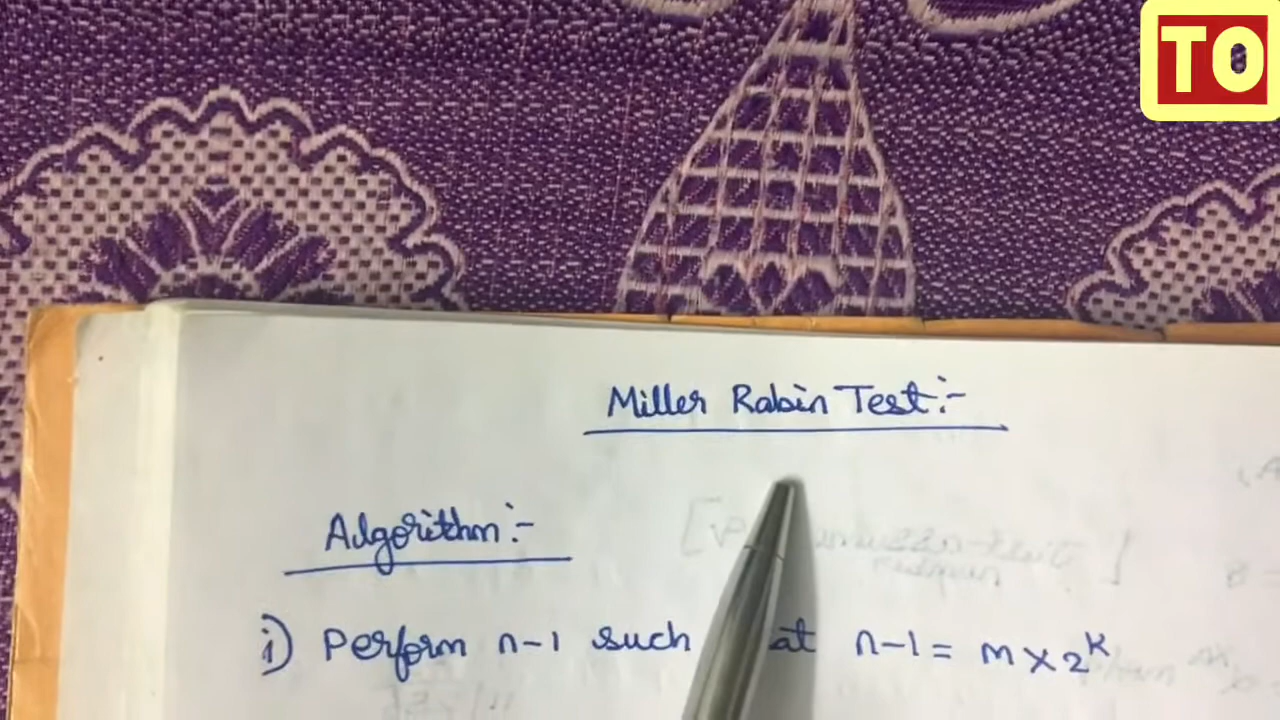 TO
Miller Rabin Test:-
Algorithm:-
i) Perform n-1 such at n-1 = m x 2^k